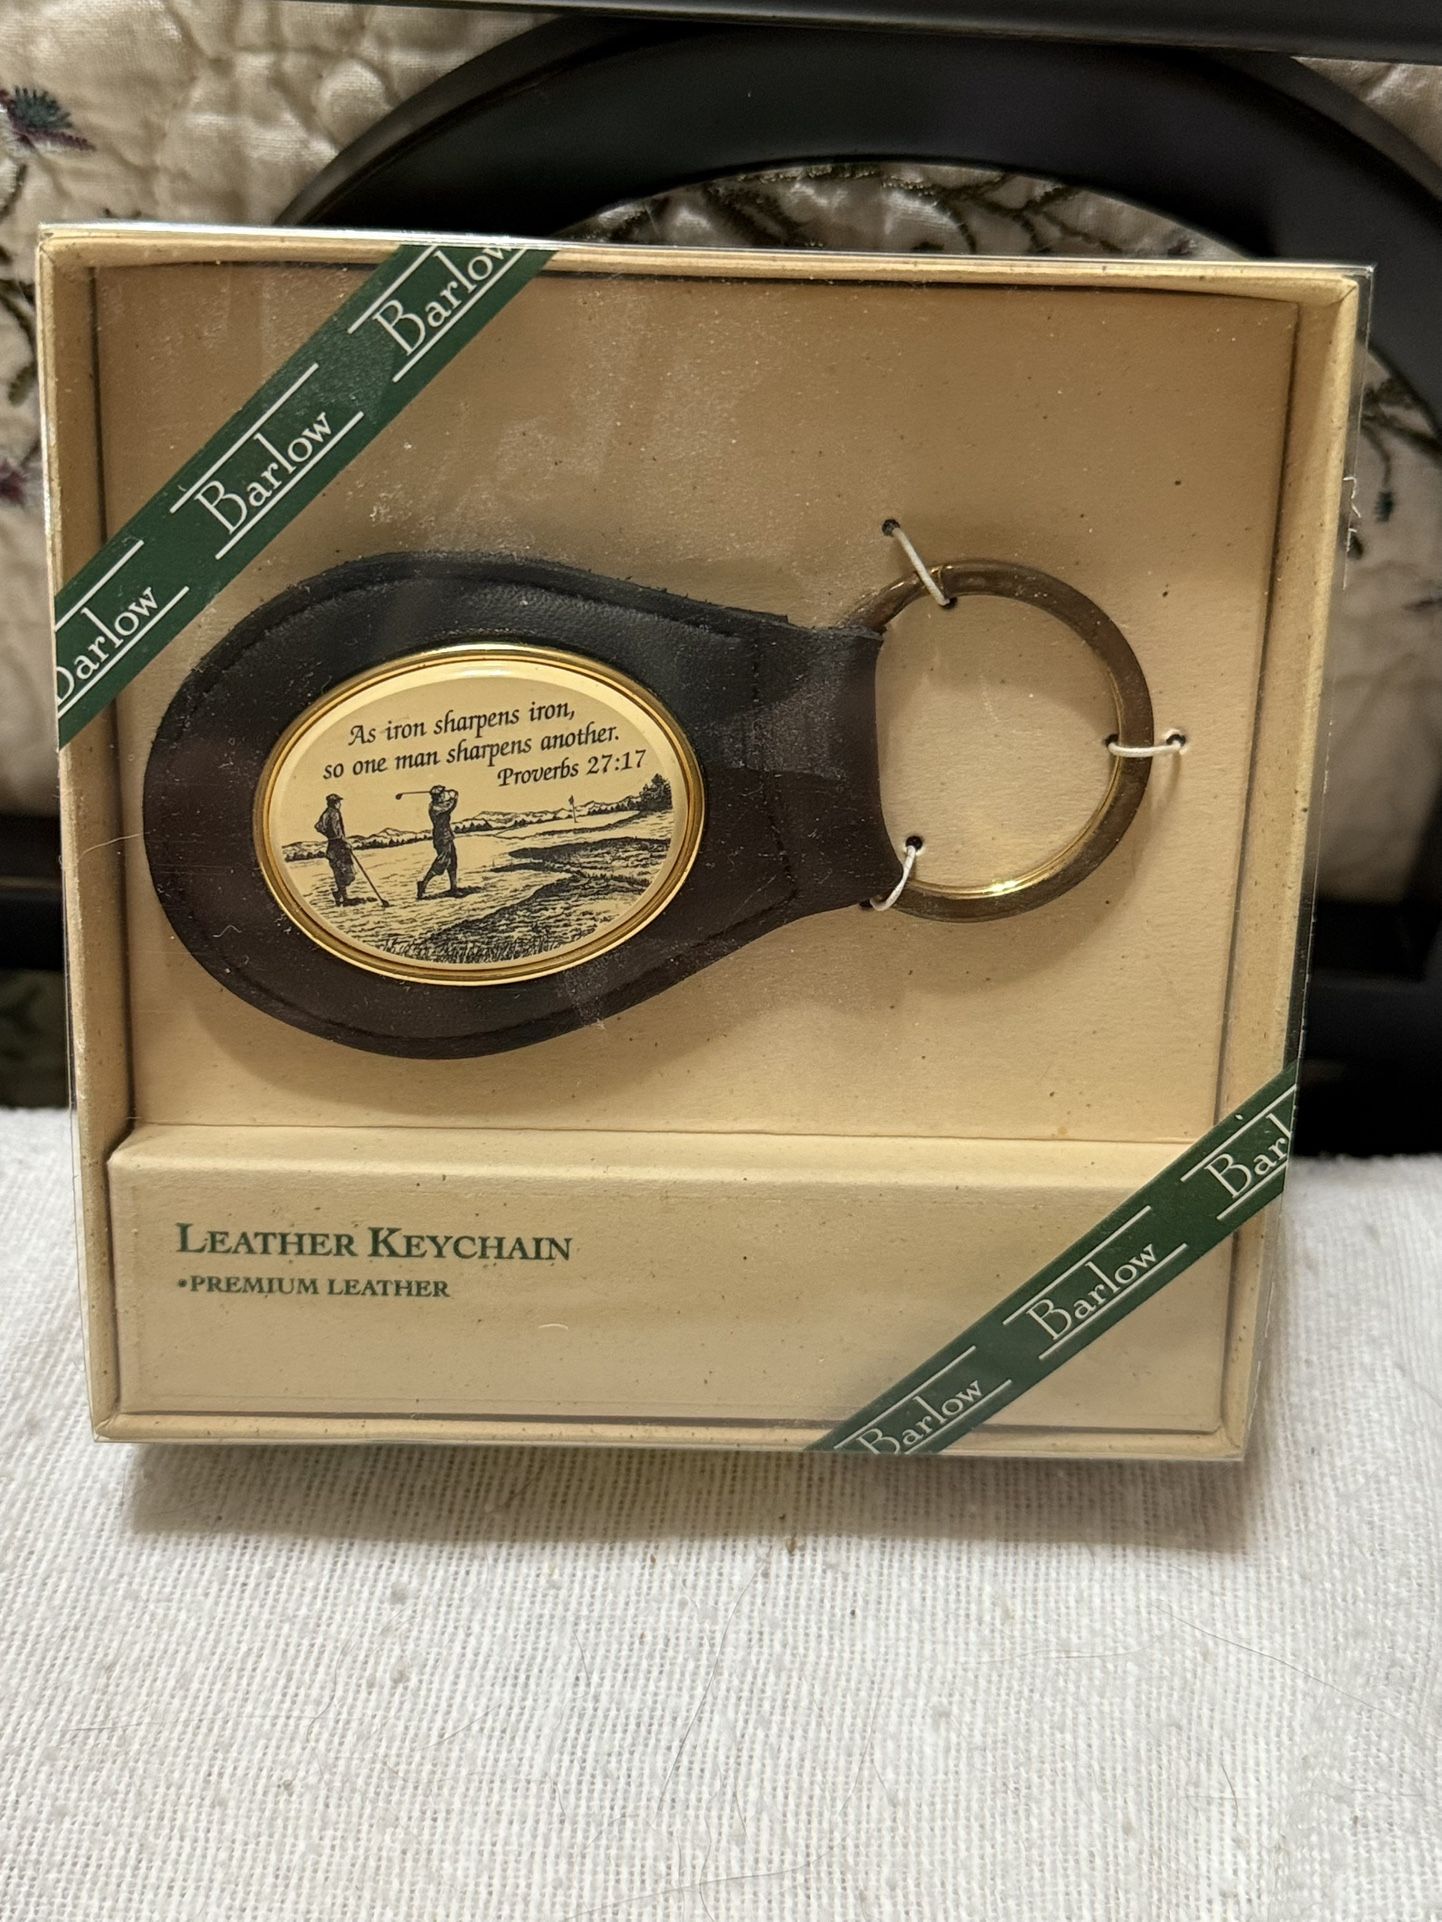 Barlow
Barlow
Barlow
As iron sharpens iron,
so one man sharpens another.
Proverbs 27:17
LEATHER KEYCHAIN
•PREMIUM LEATHER
Barl
Barlow
Barlow